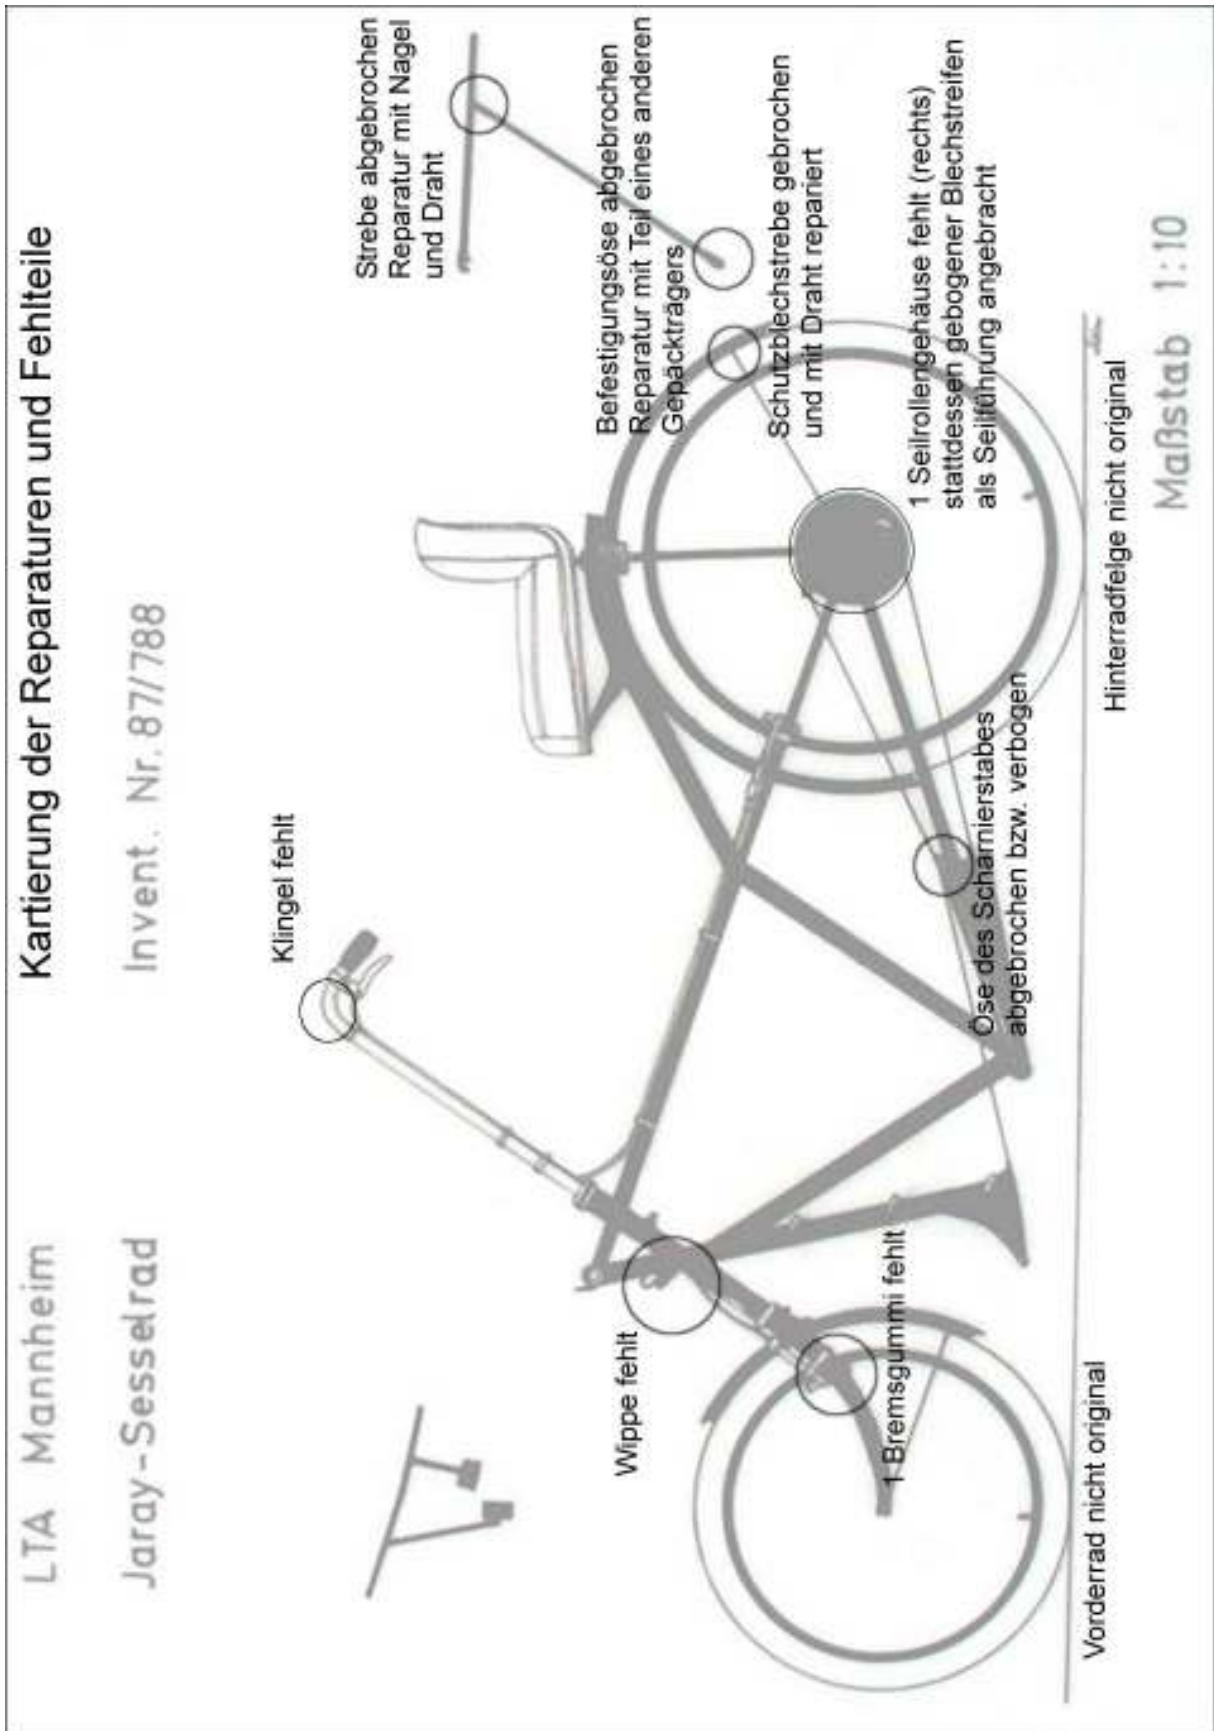 LTA Mannheim
Kartierung der Reparaturen und Fehlteile
Jaray-Sesselrad
Invent. Nr. 87/788
Klingel fehlt
Strebe abgebrochen
Reparatur mit Nagel
und Draht
Wippe fehlt
Befestigungsöse abgebrochen
Reparatur mit Teil eines anderen
Gepäckträgers
Schutzblechstrebe gebrochen
und mit Draht repariert
1 Bremsgummi fehlt
1 Seilrollengehäuse fehlt (rechts)
stattdessen gebogener Blechstreifen
als Seilführung angebracht
Öse des Scharnierstabes
abgebrochen bzw. verbogen
Vorderrad nicht original
Hinterradfelge nicht original
Maßstab 1:10